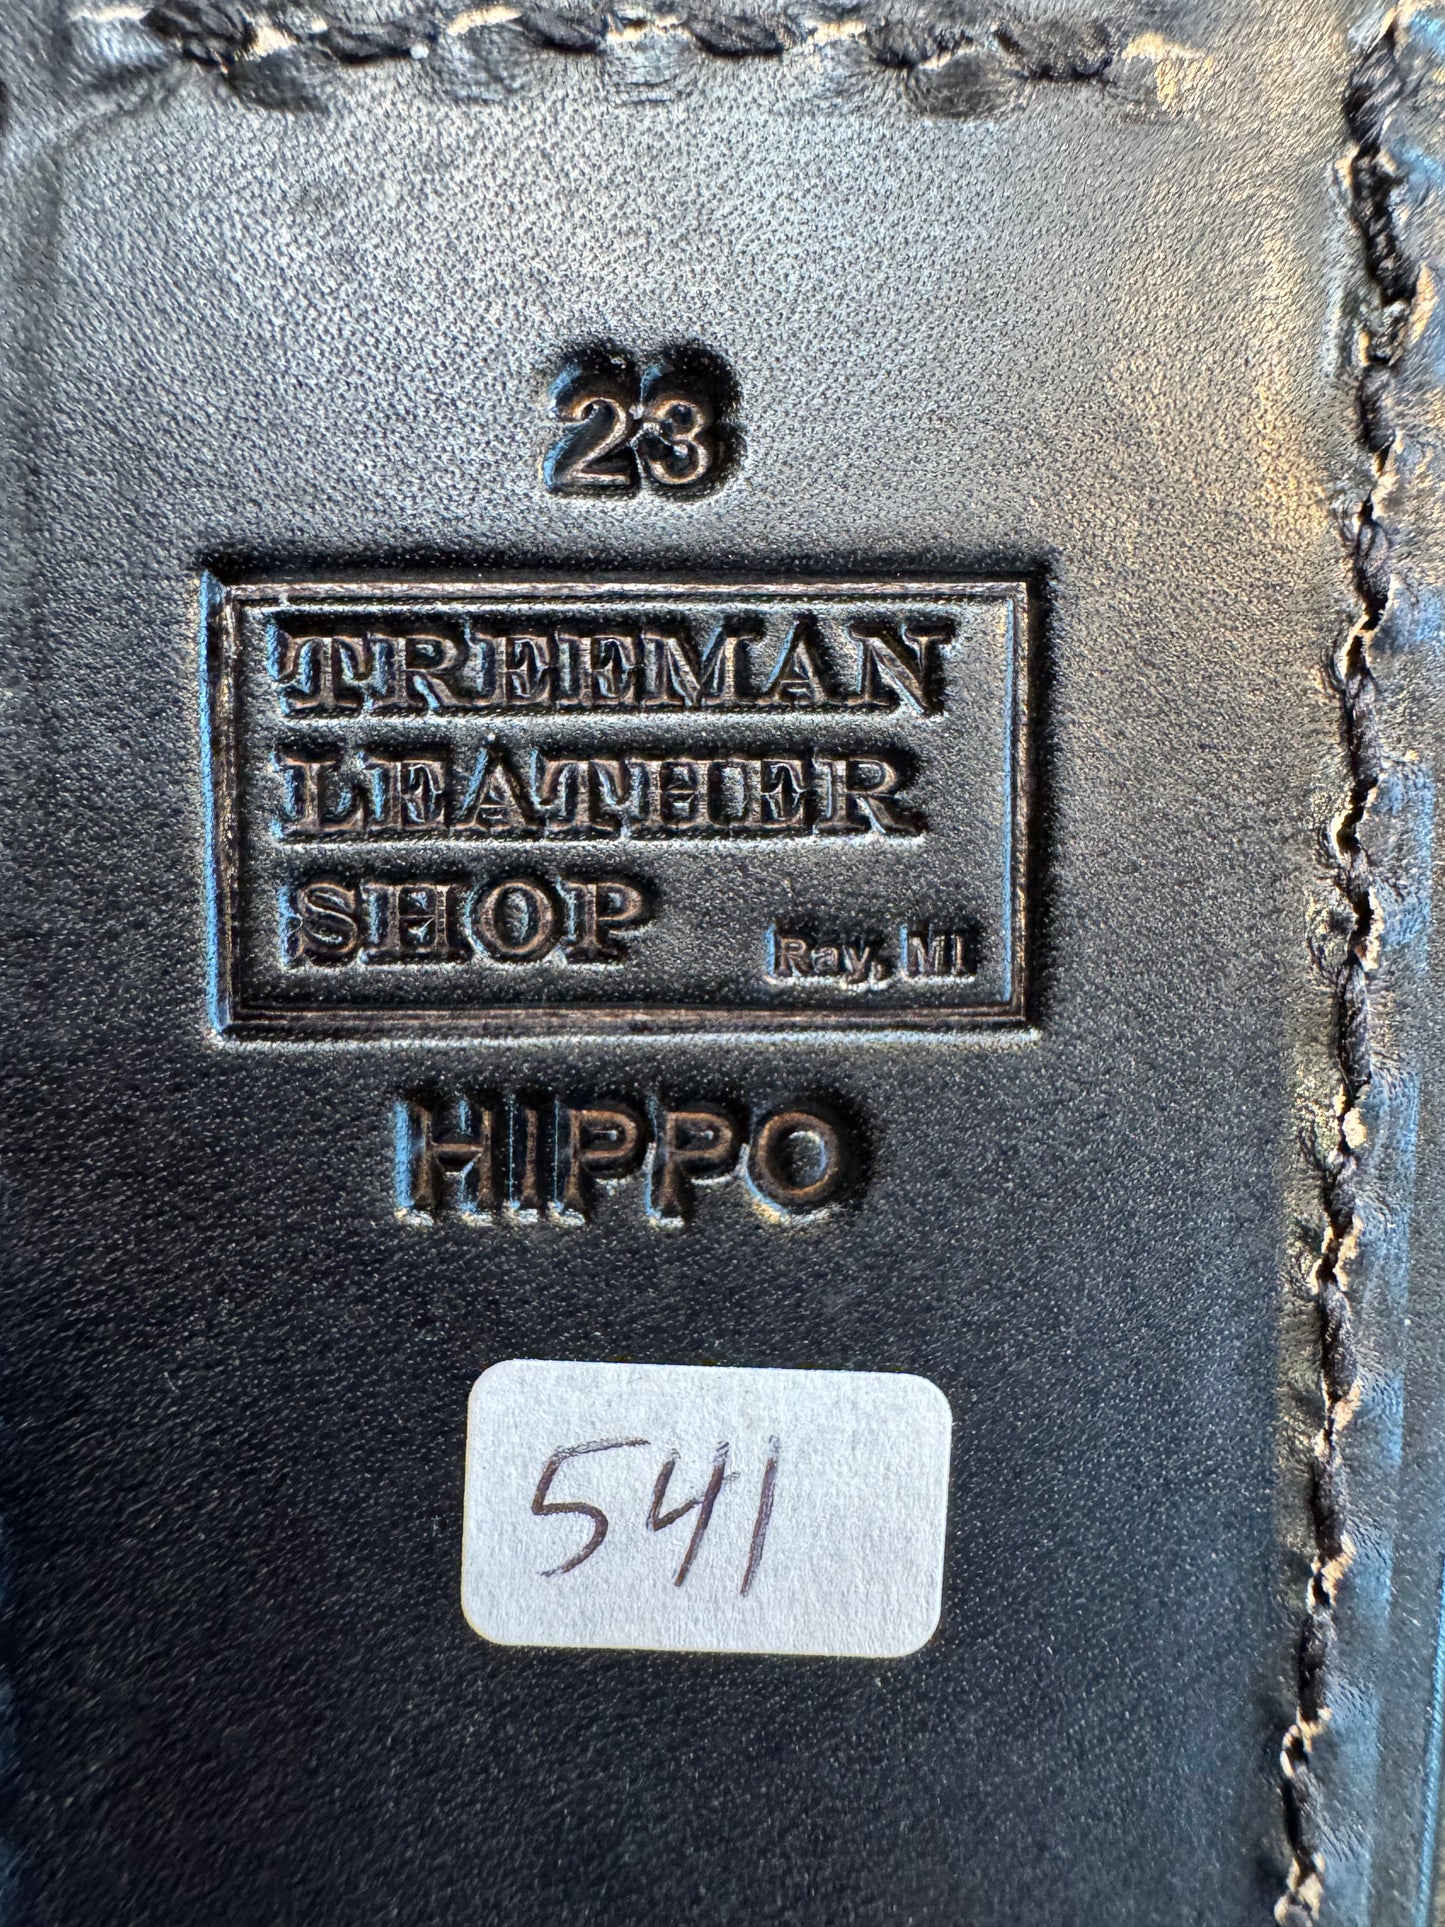 23
TREEMAN
LEATHER
SHOP Ray, MI
HIPPO
541